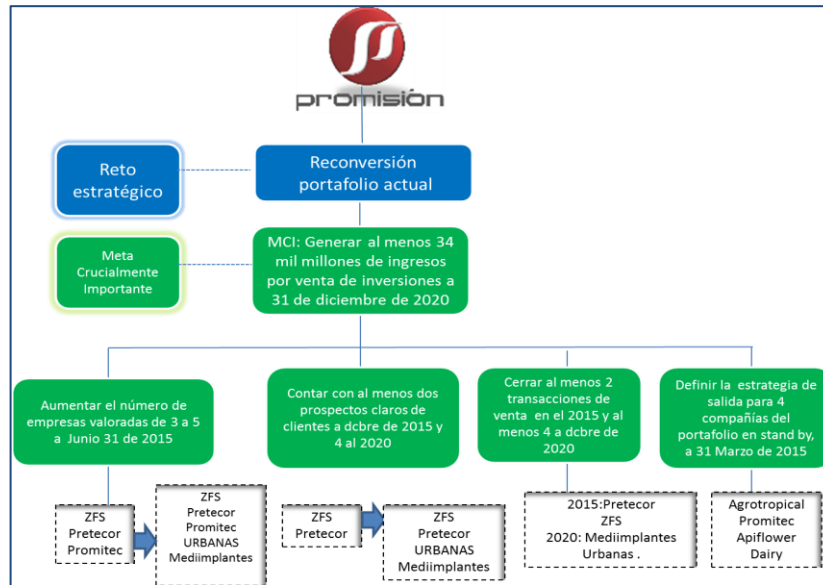 promisión
Reto
estratégico
Reconversión
portafolio actual
Meta
Crucialmente
Importante
MCI: Generar al menos 34
mil millones de ingresos
por venta de inversiones a
31 de diciembre de 2020
Aumentar el número de
empresas valoradas de 3 a 5
a Junio 31 de 2015
Contar con al menos dos
prospectos claros de
clientes a dcbre de 2015 y
4 al 2020
Cerrar al menos 2
transacciones de
venta en el 2015 y al
menos 4 a dcbre de
2020
Definir la estrategia de
salida para 4
compañías del
portafolio en stand by,
a 31 Marzo de 2015
ZFS
Pretecor
Promitec
ZFS
Pretecor
Promitec
URBANAS
Mediimplantes
ZFS
Pretecor
ZFS
Pretecor
URBANAS
Mediimplantes
2015:Pretecor
ZFS
2020: Mediimplantes
Urbanas .
Agrotropical
Promitec
Apiflower
Dairy